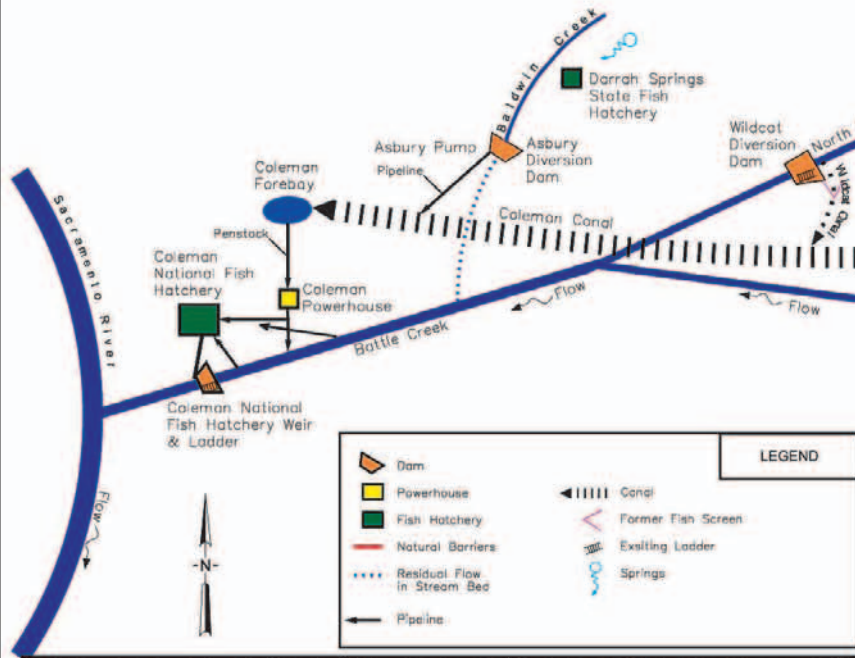 Baldwin Creek
Darrah Springs
State Fish
Hatchery
Wildcat
Diversion
Dam
North
Asbury Pump
Asbury
Diversion
Dam
Pipeline
Coleman
Forebay
Wildcat Canal
Sacramento River
Coleman Canal
Penstock
Coleman
National Fish
Hatchery
Coleman
Powerhouse
Flow
Flow
Battle Creek
Coleman National
Fish Hatchery Weir
& Ladder
Flow
-N-
LEGEND
Dam
Powerhouse
Fish Hatchery
Natural Barriers
Residual Flow
in Stream Bed
Pipeline
Canal
Former Fish Screen
Exsiting Ladder
Springs